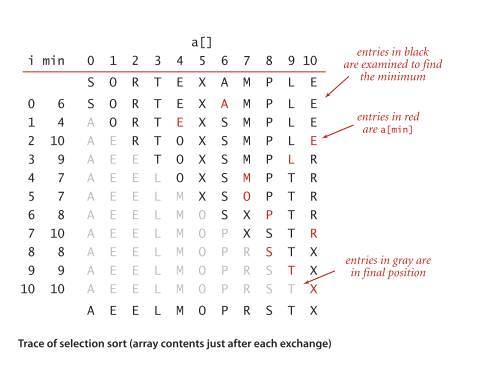 a[]
i min 0 1 2 3 4 5 6 7 8 9 10
S O R T E X A M P L E
0 6 S O R T E X A M P L E
1 4 A O R T E X S M P L E
2 10 A E R T O X S M P L E
3 9 A E E T O X S M P L R
4 7 A E E L O X S M P T R
5 7 A E E L M X S O P T R
6 8 A E E L M O S X P T R
7 10 A E E L M O P X S T R
8 8 A E E L M O P R S T X
9 9 A E E L M O P R S T X
10 10 A E E L M O P R S T X
A E E L M O P R S T X
entries in black
are examined to find
the minimum
entries in red
are a[min]
entries in gray are
in final position
Trace of selection sort (array contents just after each exchange)